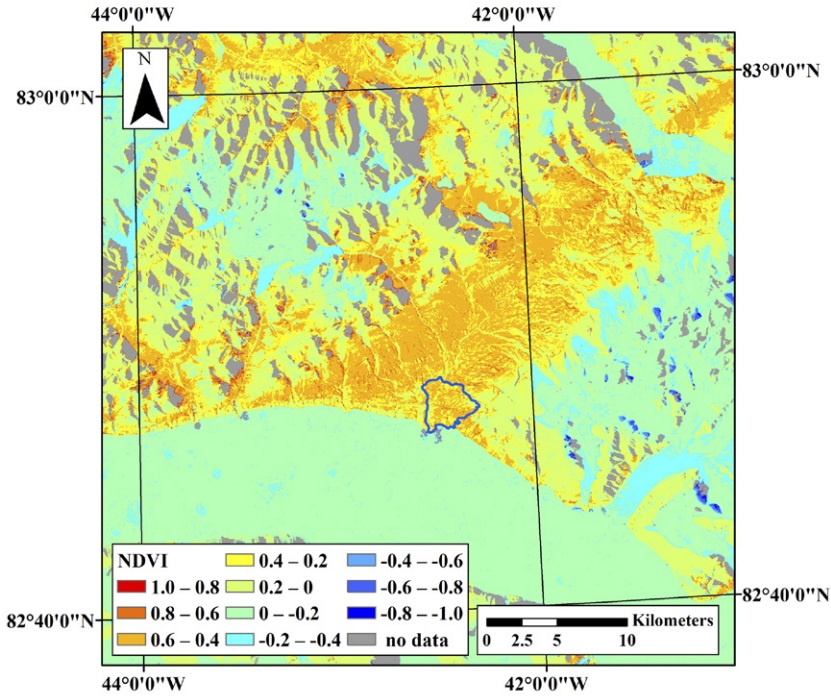 44°0'0"W 42°0'0"W
N
83°0'0"N
83°0'0"N
NDVI
1.0 – 0.8
0.8 – 0.6
0.6 – 0.4
0.4 – 0.2
0.2 – 0
0 – -0.2
-0.2 – -0.4
-0.4 – -0.6
-0.6 – -0.8
-0.8 – -1.0
no data
Kilometers
0 2.5 5 10
82°40'0"N
82°40'0"N
44°0'0"W 42°0'0"W